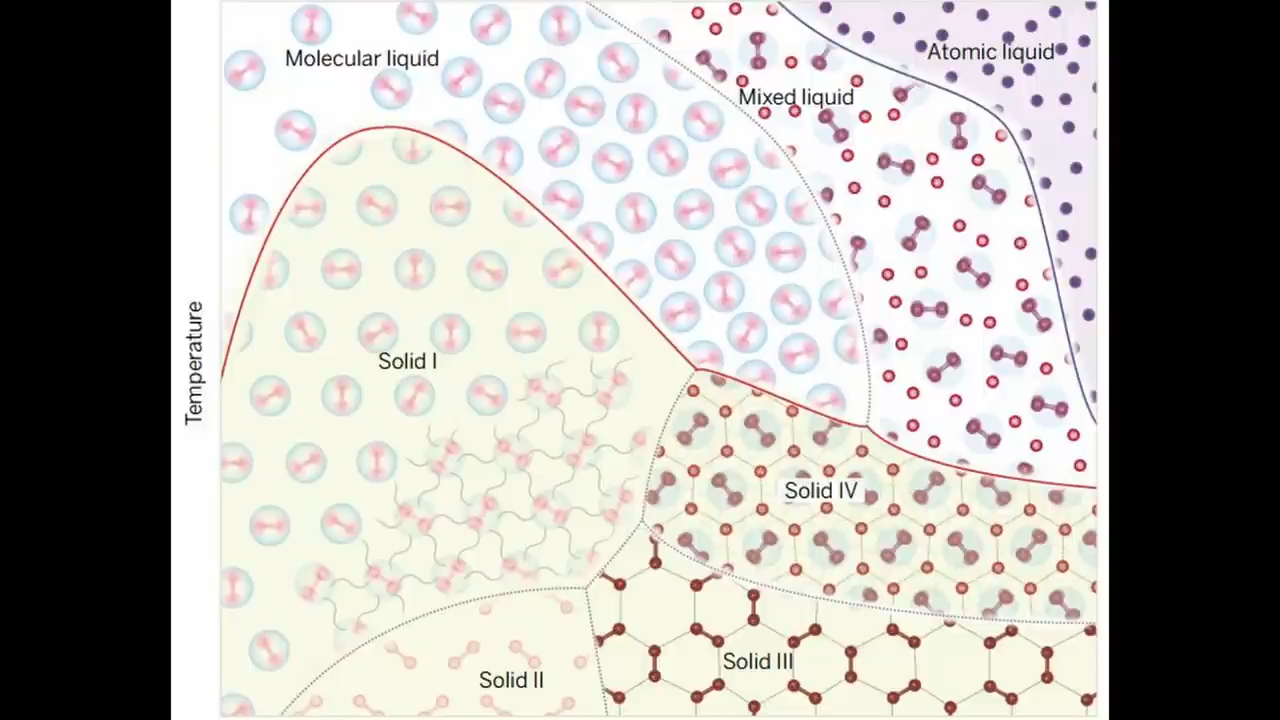 Molecular liquid
Atomic liquid
Mixed liquid
Temperature
Solid I
Solid IV
Solid III
Solid II